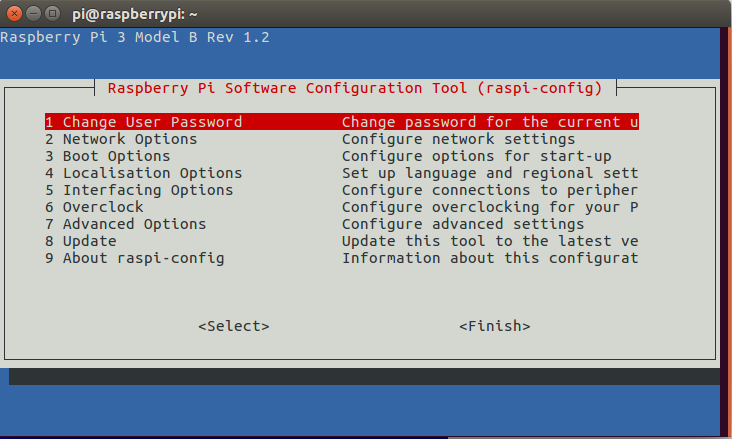 pi@raspberrypi: ~
Raspberry Pi 3 Model B Rev 1.2
Raspberry Pi Software Configuration Tool (raspi-config)
1 Change User Password Change password for the current u
2 Network Options Configure network settings
3 Boot Options Configure options for start-up
4 Localisation Options Set up language and regional sett
5 Interfacing Options Configure connections to peripher
6 Overclock Configure overclocking for your P
7 Advanced Options Configure advanced settings
8 Update Update this tool to the latest ve
9 About raspi-config Information about this configurat
<Select> <Finish>